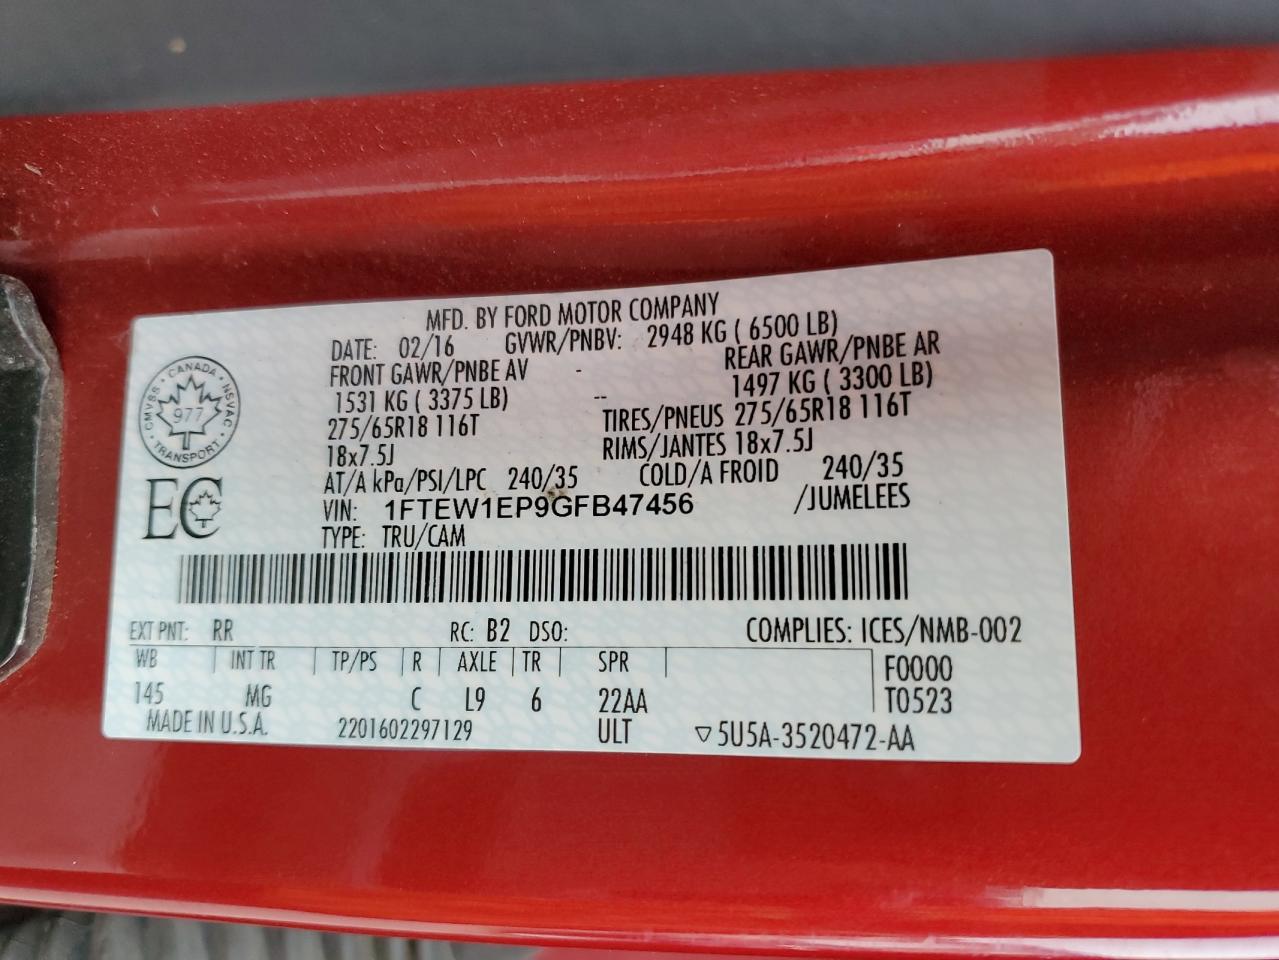 MFD. BY FORD MOTOR COMPANY
DATE: 02/16 GVWR/PNBV: 2948 KG ( 6500 LB)
FRONT GAWR/PNBE AV - REAR GAWR/PNBE AR
1531 KG ( 3375 LB) -- 1497 KG ( 3300 LB)
275/65R18 116T TIRES/PNEUS 275/65R18 116T
18x7.5J RIMS/JANTES 18x7.5J
AT/A kPa/PSI/LPC 240/35 COLD/A FROID 240/35
VIN: 1FTEW1EP9GFB47456 /JUMELEES
TYPE: TRU/CAM
CANADA
CMVSS NSVAC
977
TRANSPORT
EC
EXT PNT: RR RC: B2 DSO: COMPLIES: ICES/NMB-002
WB INT TR TP/PS R AXLE TR SPR F0000
145 MG C L9 6 22AA T0523
MADE IN U.S.A. 2201602297129 ULT ▽5U5A-3520472-AA